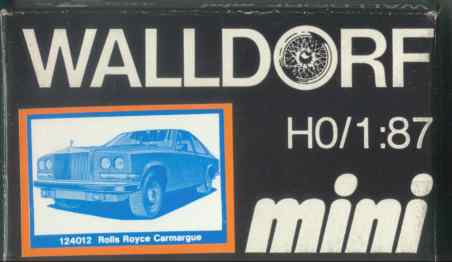 WALLDORF
H0/1:87
124012 Rolls Royce Carmargue
mini